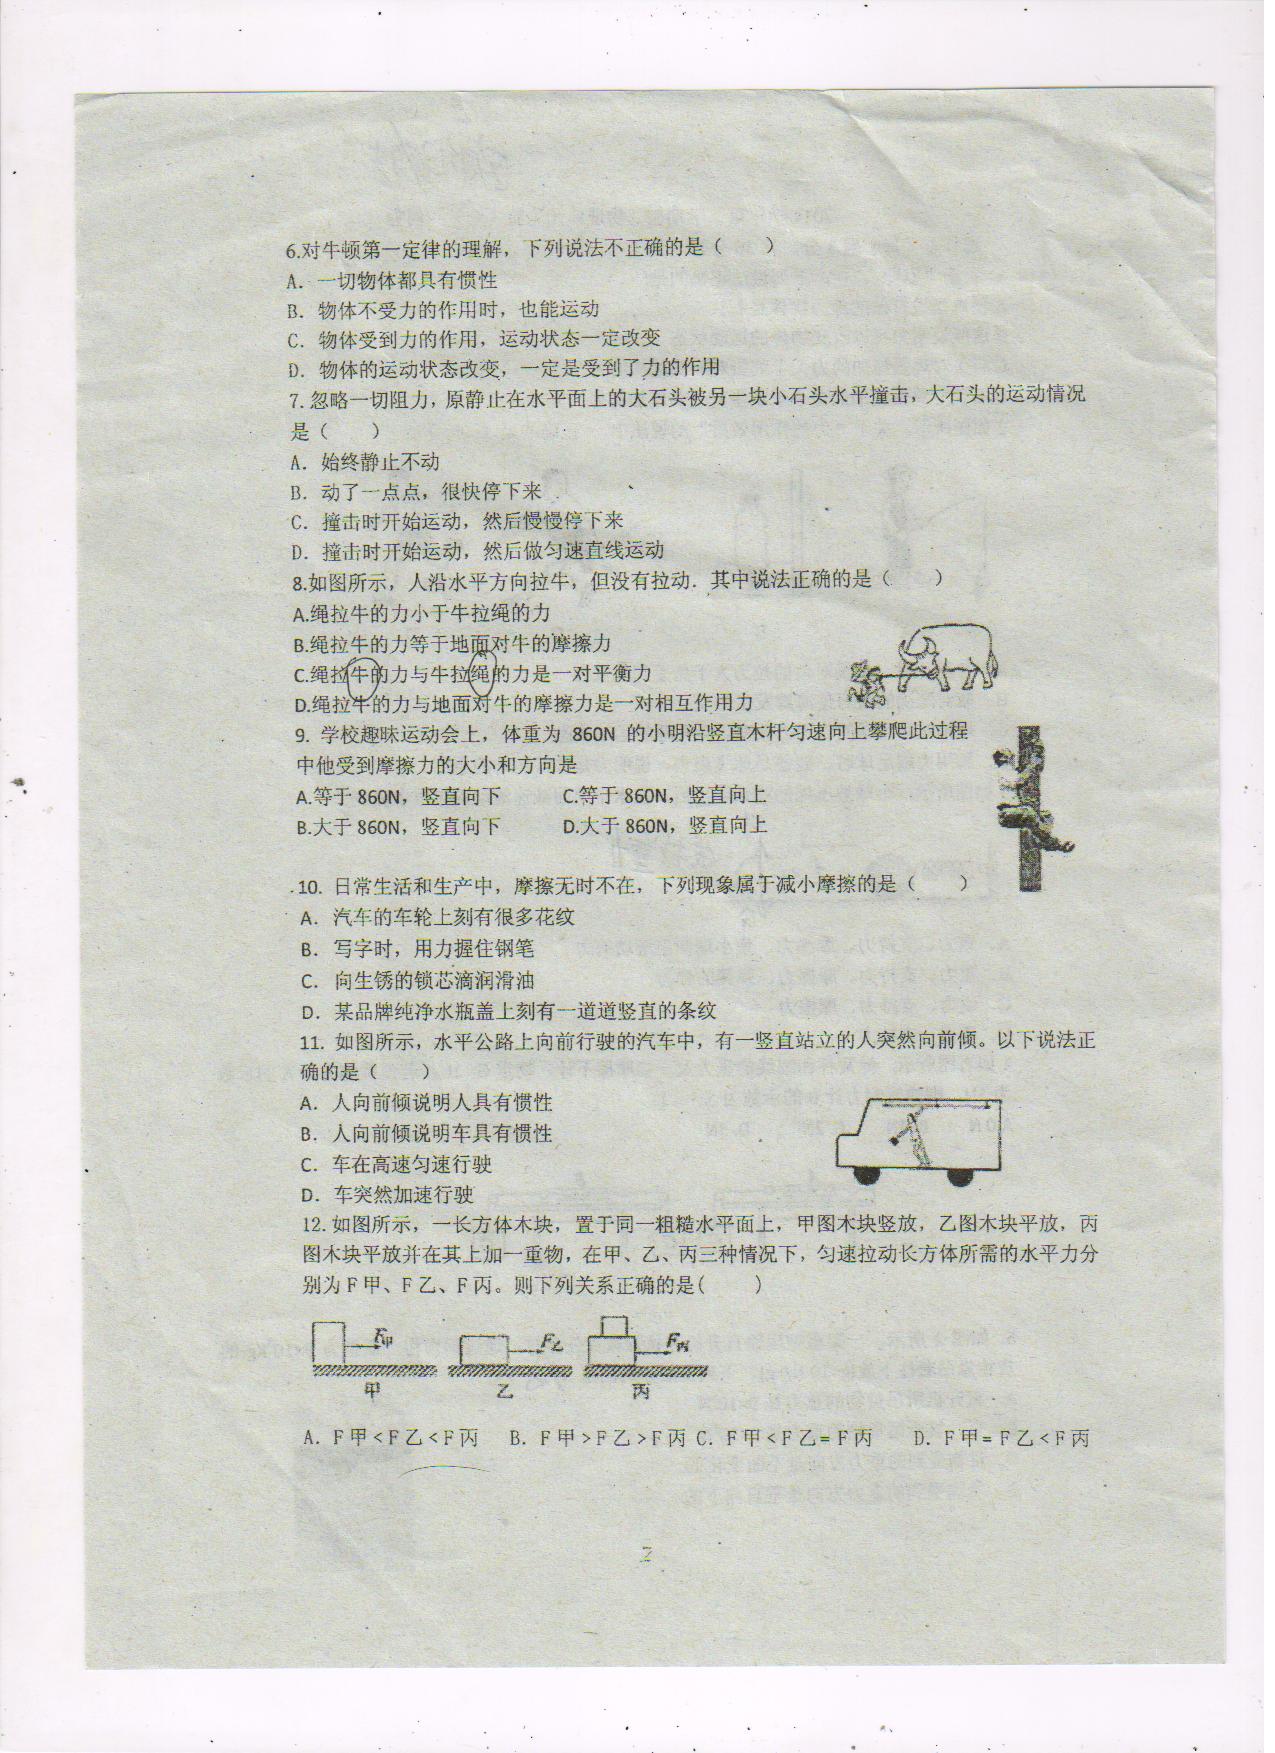 6.对牛顿第一定律的理解，下列说法不正确的是（　　）
A．一切物体都具有惯性
B．物体不受力的作用时，也能运动
C．物体受到力的作用，运动状态一定改变
D．物体的运动状态改变，一定是受到了力的作用
7. 忽略一切阻力，原静止在水平面上的大石头被另一块小石头水平撞击，大石头的运动情况
是（　　）
A．始终静止不动
B．动了一点点，很快停下来
C．撞击时开始运动，然后慢慢停下来
D．撞击时开始运动，然后做匀速直线运动
8.如图所示，人沿水平方向拉牛，但没有拉动．其中说法正确的是（　　）
A.绳拉牛的力小于牛拉绳的力
B.绳拉牛的力等于地面对牛的摩擦力
C.绳拉牛的力与牛拉绳的力是一对平衡力
D.绳拉牛的力与地面对牛的摩擦力是一对相互作用力
9. 学校趣味运动会上，体重为 860N 的小明沿竖直木杆匀速向上攀爬此过程
中他受到摩擦力的大小和方向是
A.等于 860N，竖直向下　　C.等于 860N，竖直向上
B.大于 860N，竖直向下　　D.大于 860N，竖直向上
10. 日常生活和生产中，摩擦无时不在，下列现象属于减小摩擦的是（　　）
A．汽车的车轮上刻有很多花纹
B．写字时，用力握住钢笔
C．向生锈的锁芯滴润滑油
D．某品牌纯净水瓶盖上刻有一道道竖直的条纹
11. 如图所示，水平公路上向前行驶的汽车中，有一竖直站立的人突然向前倾。以下说法正
确的是（　　）
A．人向前倾说明人具有惯性
B．人向前倾说明车具有惯性
C．车在高速匀速行驶
D．车突然加速行驶
12. 如图所示，一长方体木块，置于同一粗糙水平面上，甲图木块竖放，乙图木块平放，丙
图木块平放并在其上加一重物，在甲、乙、丙三种情况下，匀速拉动长方体所需的水平力分
别为 F 甲、F 乙、F 丙。则下列关系正确的是(　　)
F甲　F乙　F丙
甲　乙　丙
A．F 甲<F 乙<F 丙　B．F 甲>F 乙>F 丙 C．F 甲<F 乙=F 丙　D．F 甲=F 乙<F 丙
2